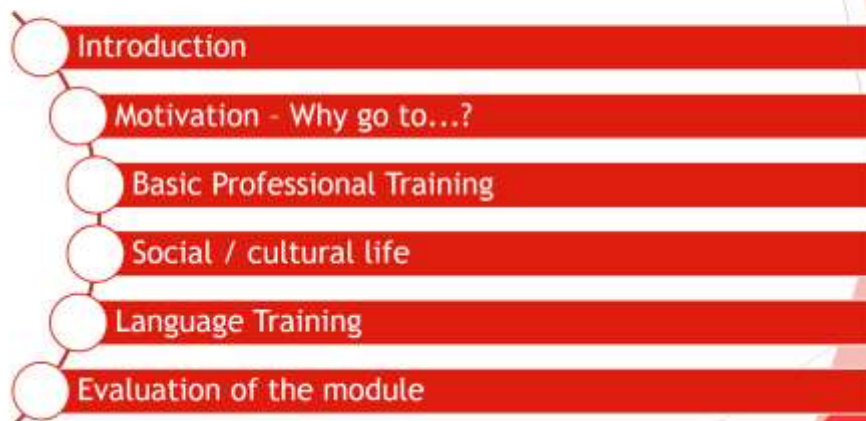 Introduction
Motivation - Why go to...?
Basic Professional Training
Social / cultural life
Language Training
Evaluation of the module